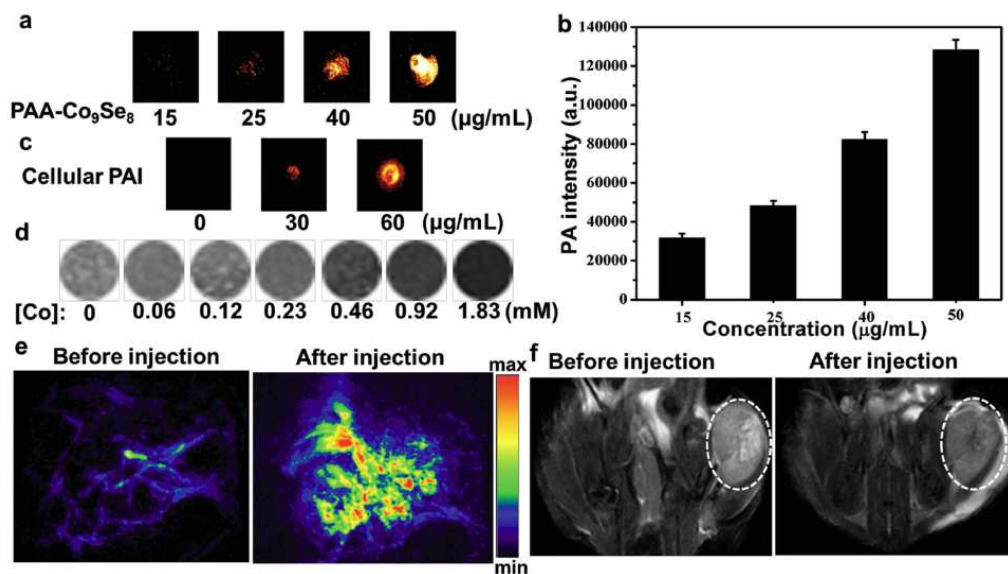 a
PAA-Co₉Se₈
15 25 40 50 (μg/mL)
b
PA intensity (a.u.)
140000
120000
100000
80000
60000
40000
20000
0
15 25 40 50
Concentration (μg/mL)
c
Cellular PAI
0 30 60 (μg/mL)
d
[Co]: 0 0.06 0.12 0.23 0.46 0.92 1.83 (mM)
e
Before injection After injection
max
min
f
Before injection After injection